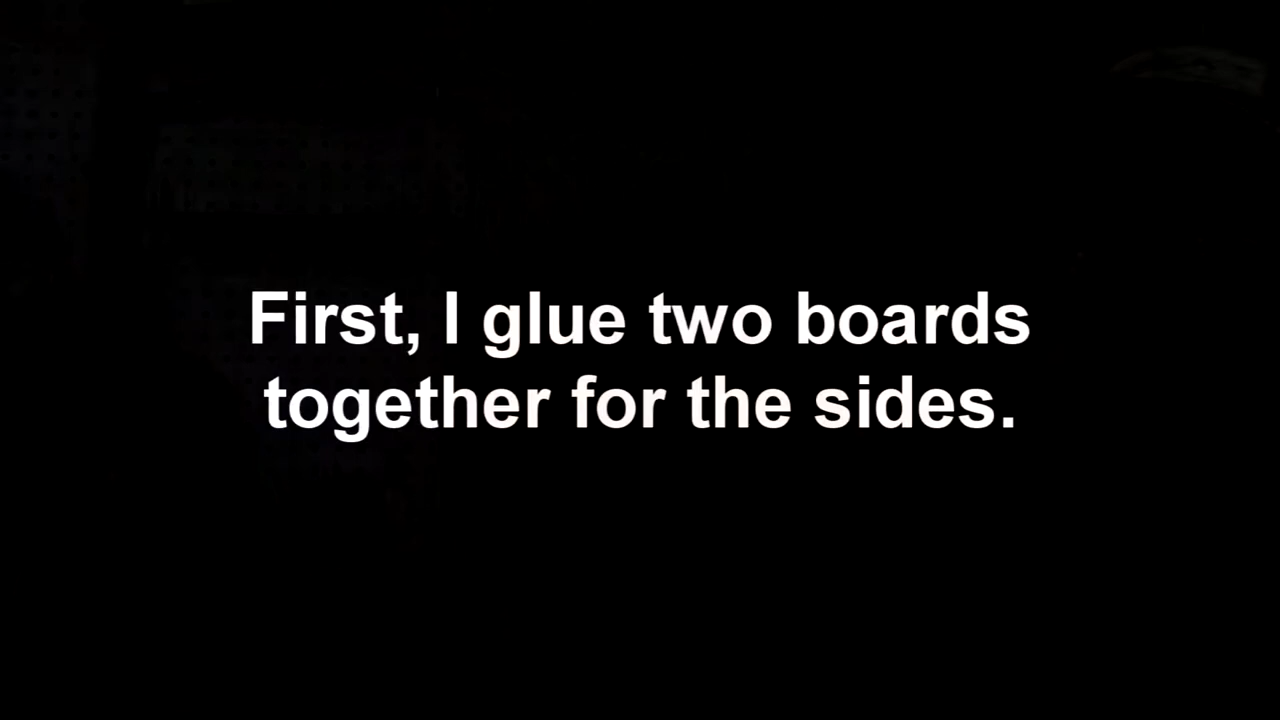 First, I glue two boards
together for the sides.